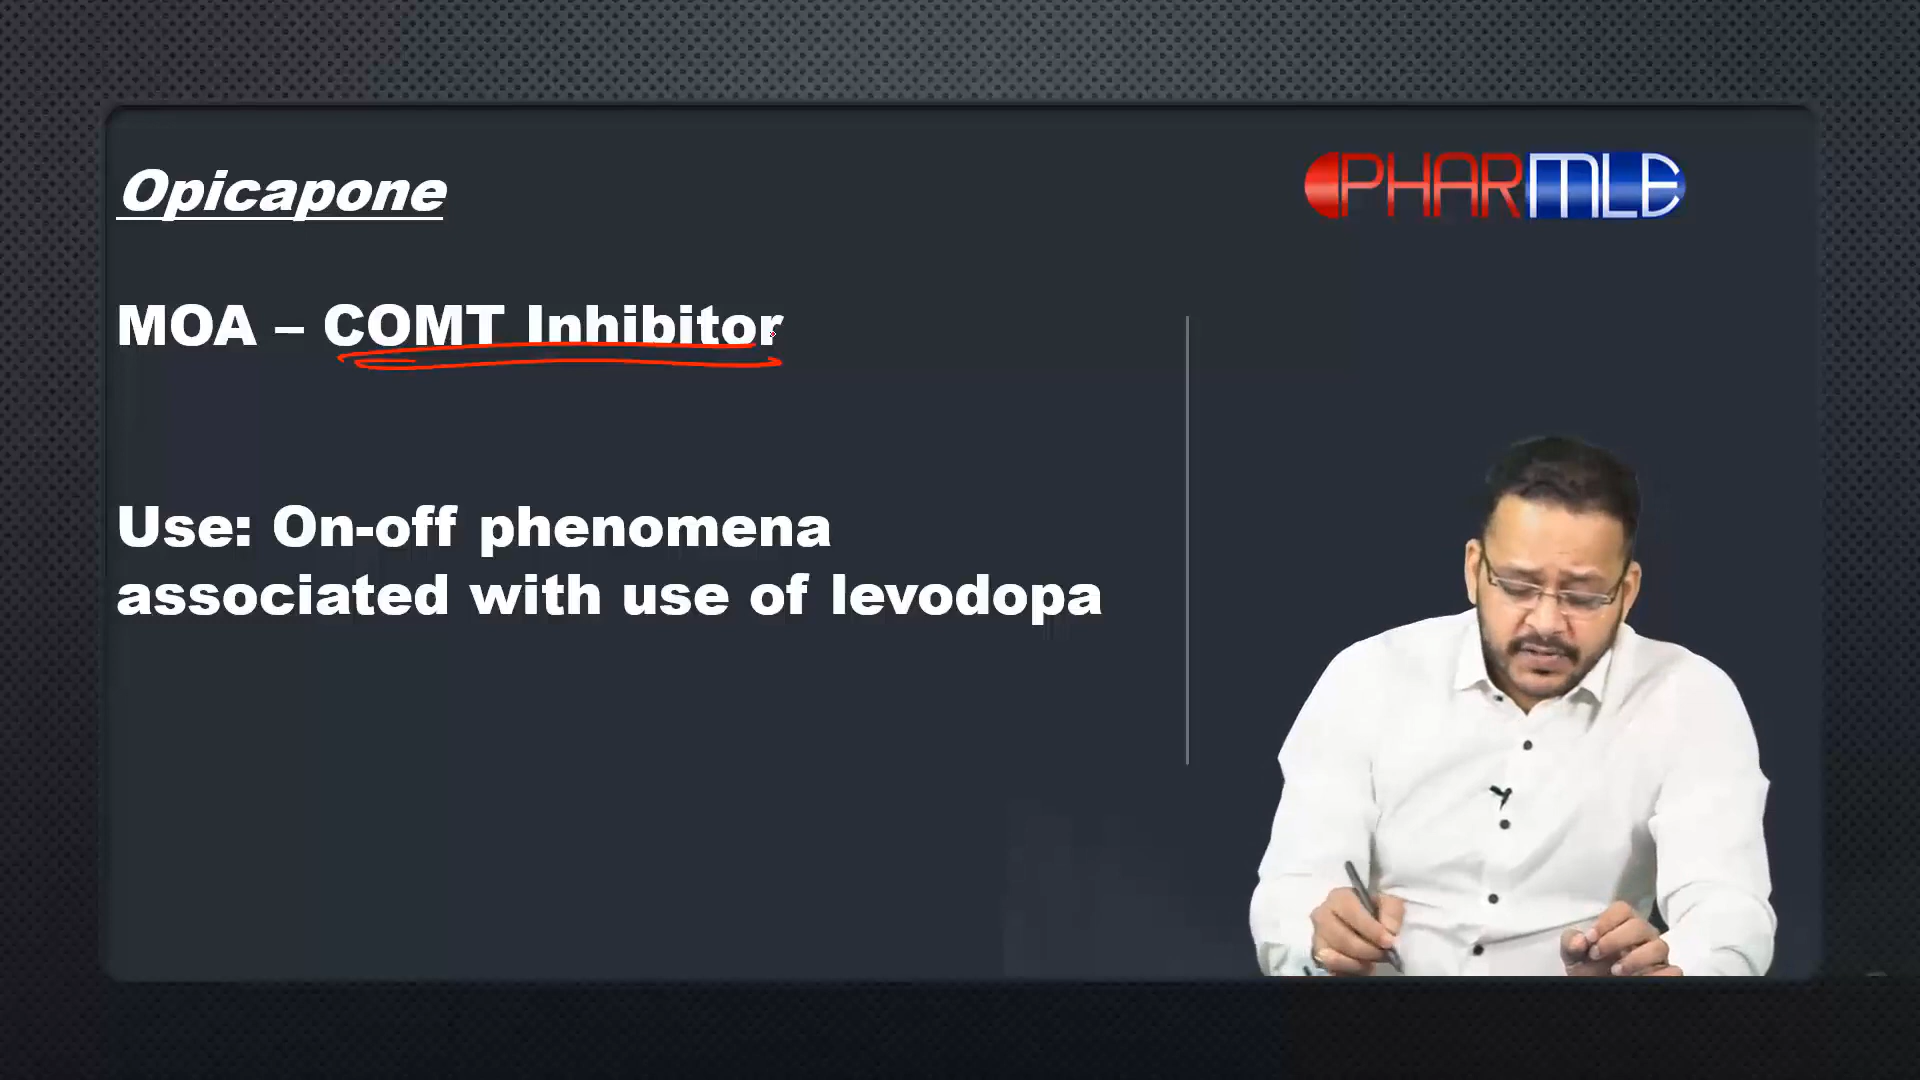 Opicapone
PHARMLE
MOA – COMT Inhibitor
Use: On-off phenomena
associated with use of levodopa